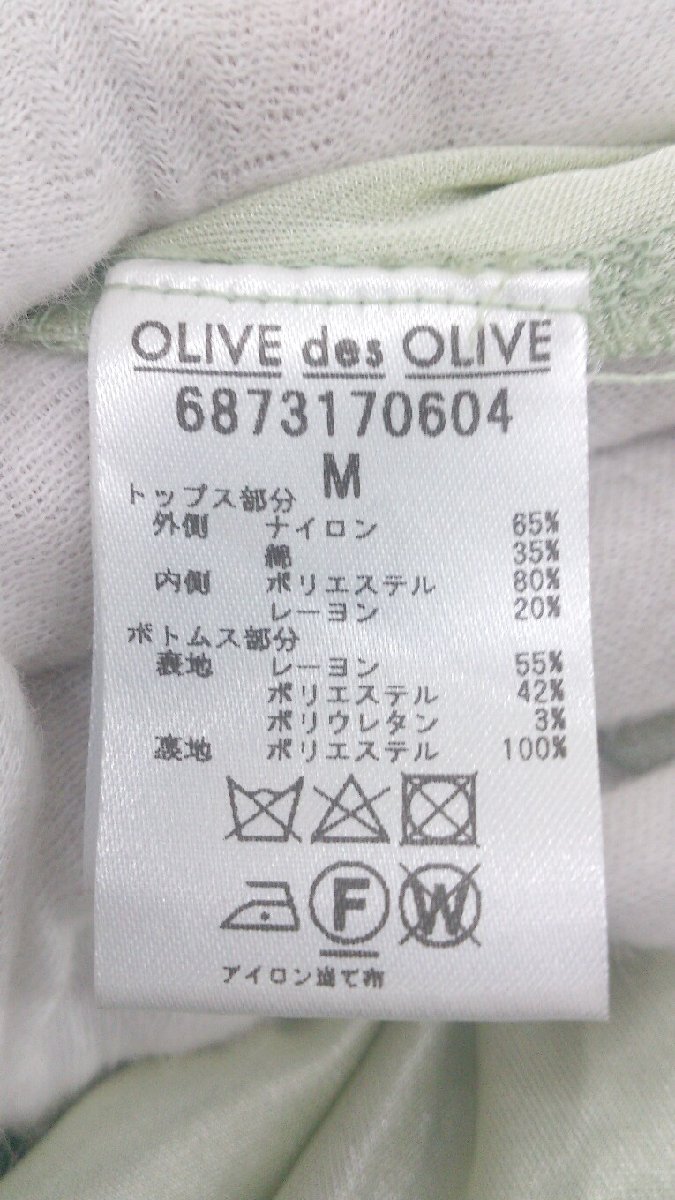 OLIVE des OLIVE
6873170604
M
トップス部分
外側 ナイロン 65%
綿 35%
内側 ポリエステル 80%
レーヨン 20%
ボトムス部分
表地 レーヨン 55%
ポリエステル 42%
ポリウレタン 3%
裏地 ポリエステル 100%
F W
アイロン当て布